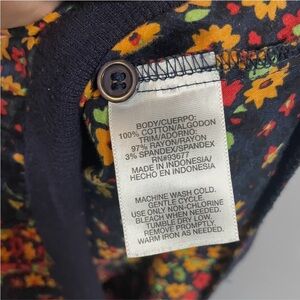 BODY/CUERPO:
100% COTTON/ALGODON
TRIM/ADORNO:
97% RAYON/RAYON
3% SPANDEX/SPANDEX
RN#93677
MADE IN INDONESIA/
HECHO EN INDONESIA
MACHINE WASH COLD.
GENTLE CYCLE.
USE ONLY NON-CHLORINE
BLEACH WHEN NEEDED.
TUMBLE DRY LOW.
REMOVE PROMPTLY.
WARM IRON AS NEEDED.